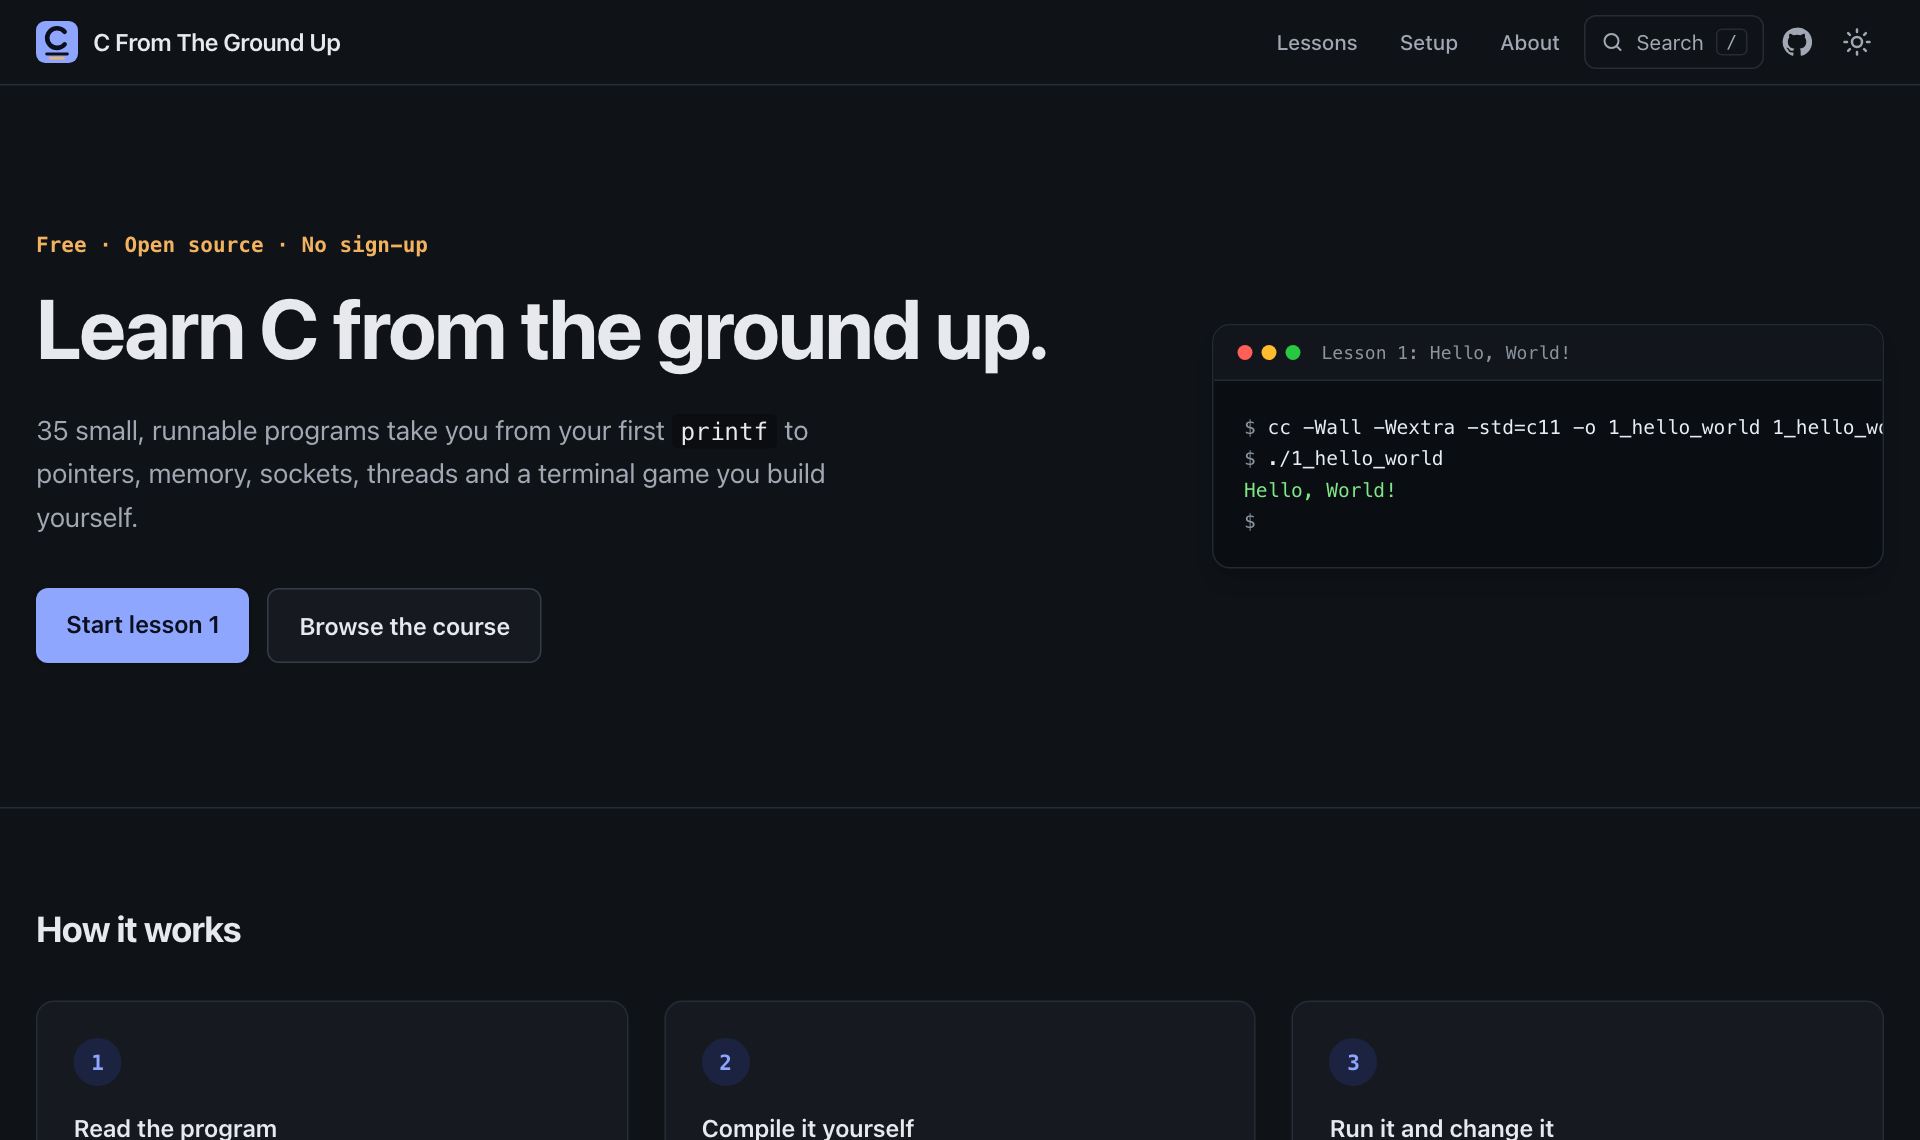 C From The Ground Up
Lessons Setup About Search /
Free · Open source · No sign-up
Learn C from the ground up.
35 small, runnable programs take you from your first printf to
pointers, memory, sockets, threads and a terminal game you build
yourself.
Start lesson 1
Browse the course
Lesson 1: Hello, World!
$ cc -Wall -Wextra -std=c11 -o 1_hello_world 1_hello_wo
$ ./1_hello_world
Hello, World!
$
How it works
1
Read the program
2
Compile it yourself
3
Run it and change it